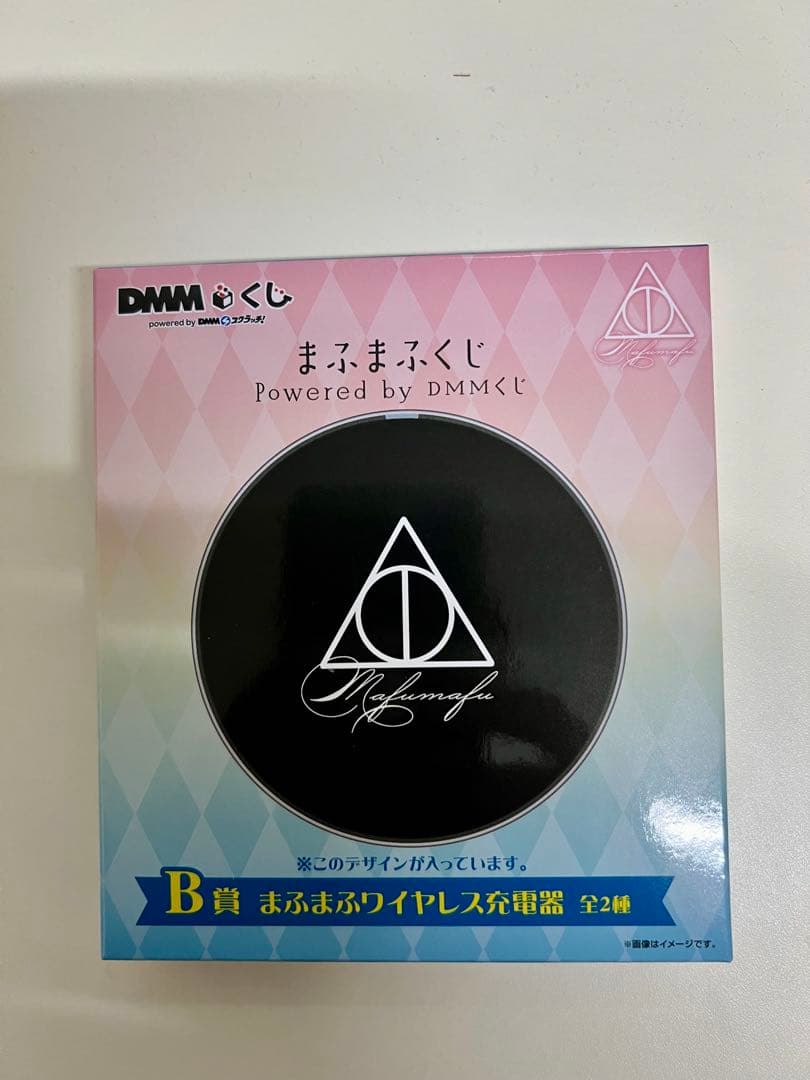 DMMくじ
powered by DMMスクラッチ!
Mafumafu
まふまふくじ
Powered by DMMくじ
Mafumafu
※このデザインが入っています。
B賞 まふまふワイヤレス充電器 全2種
※画像はイメージです。